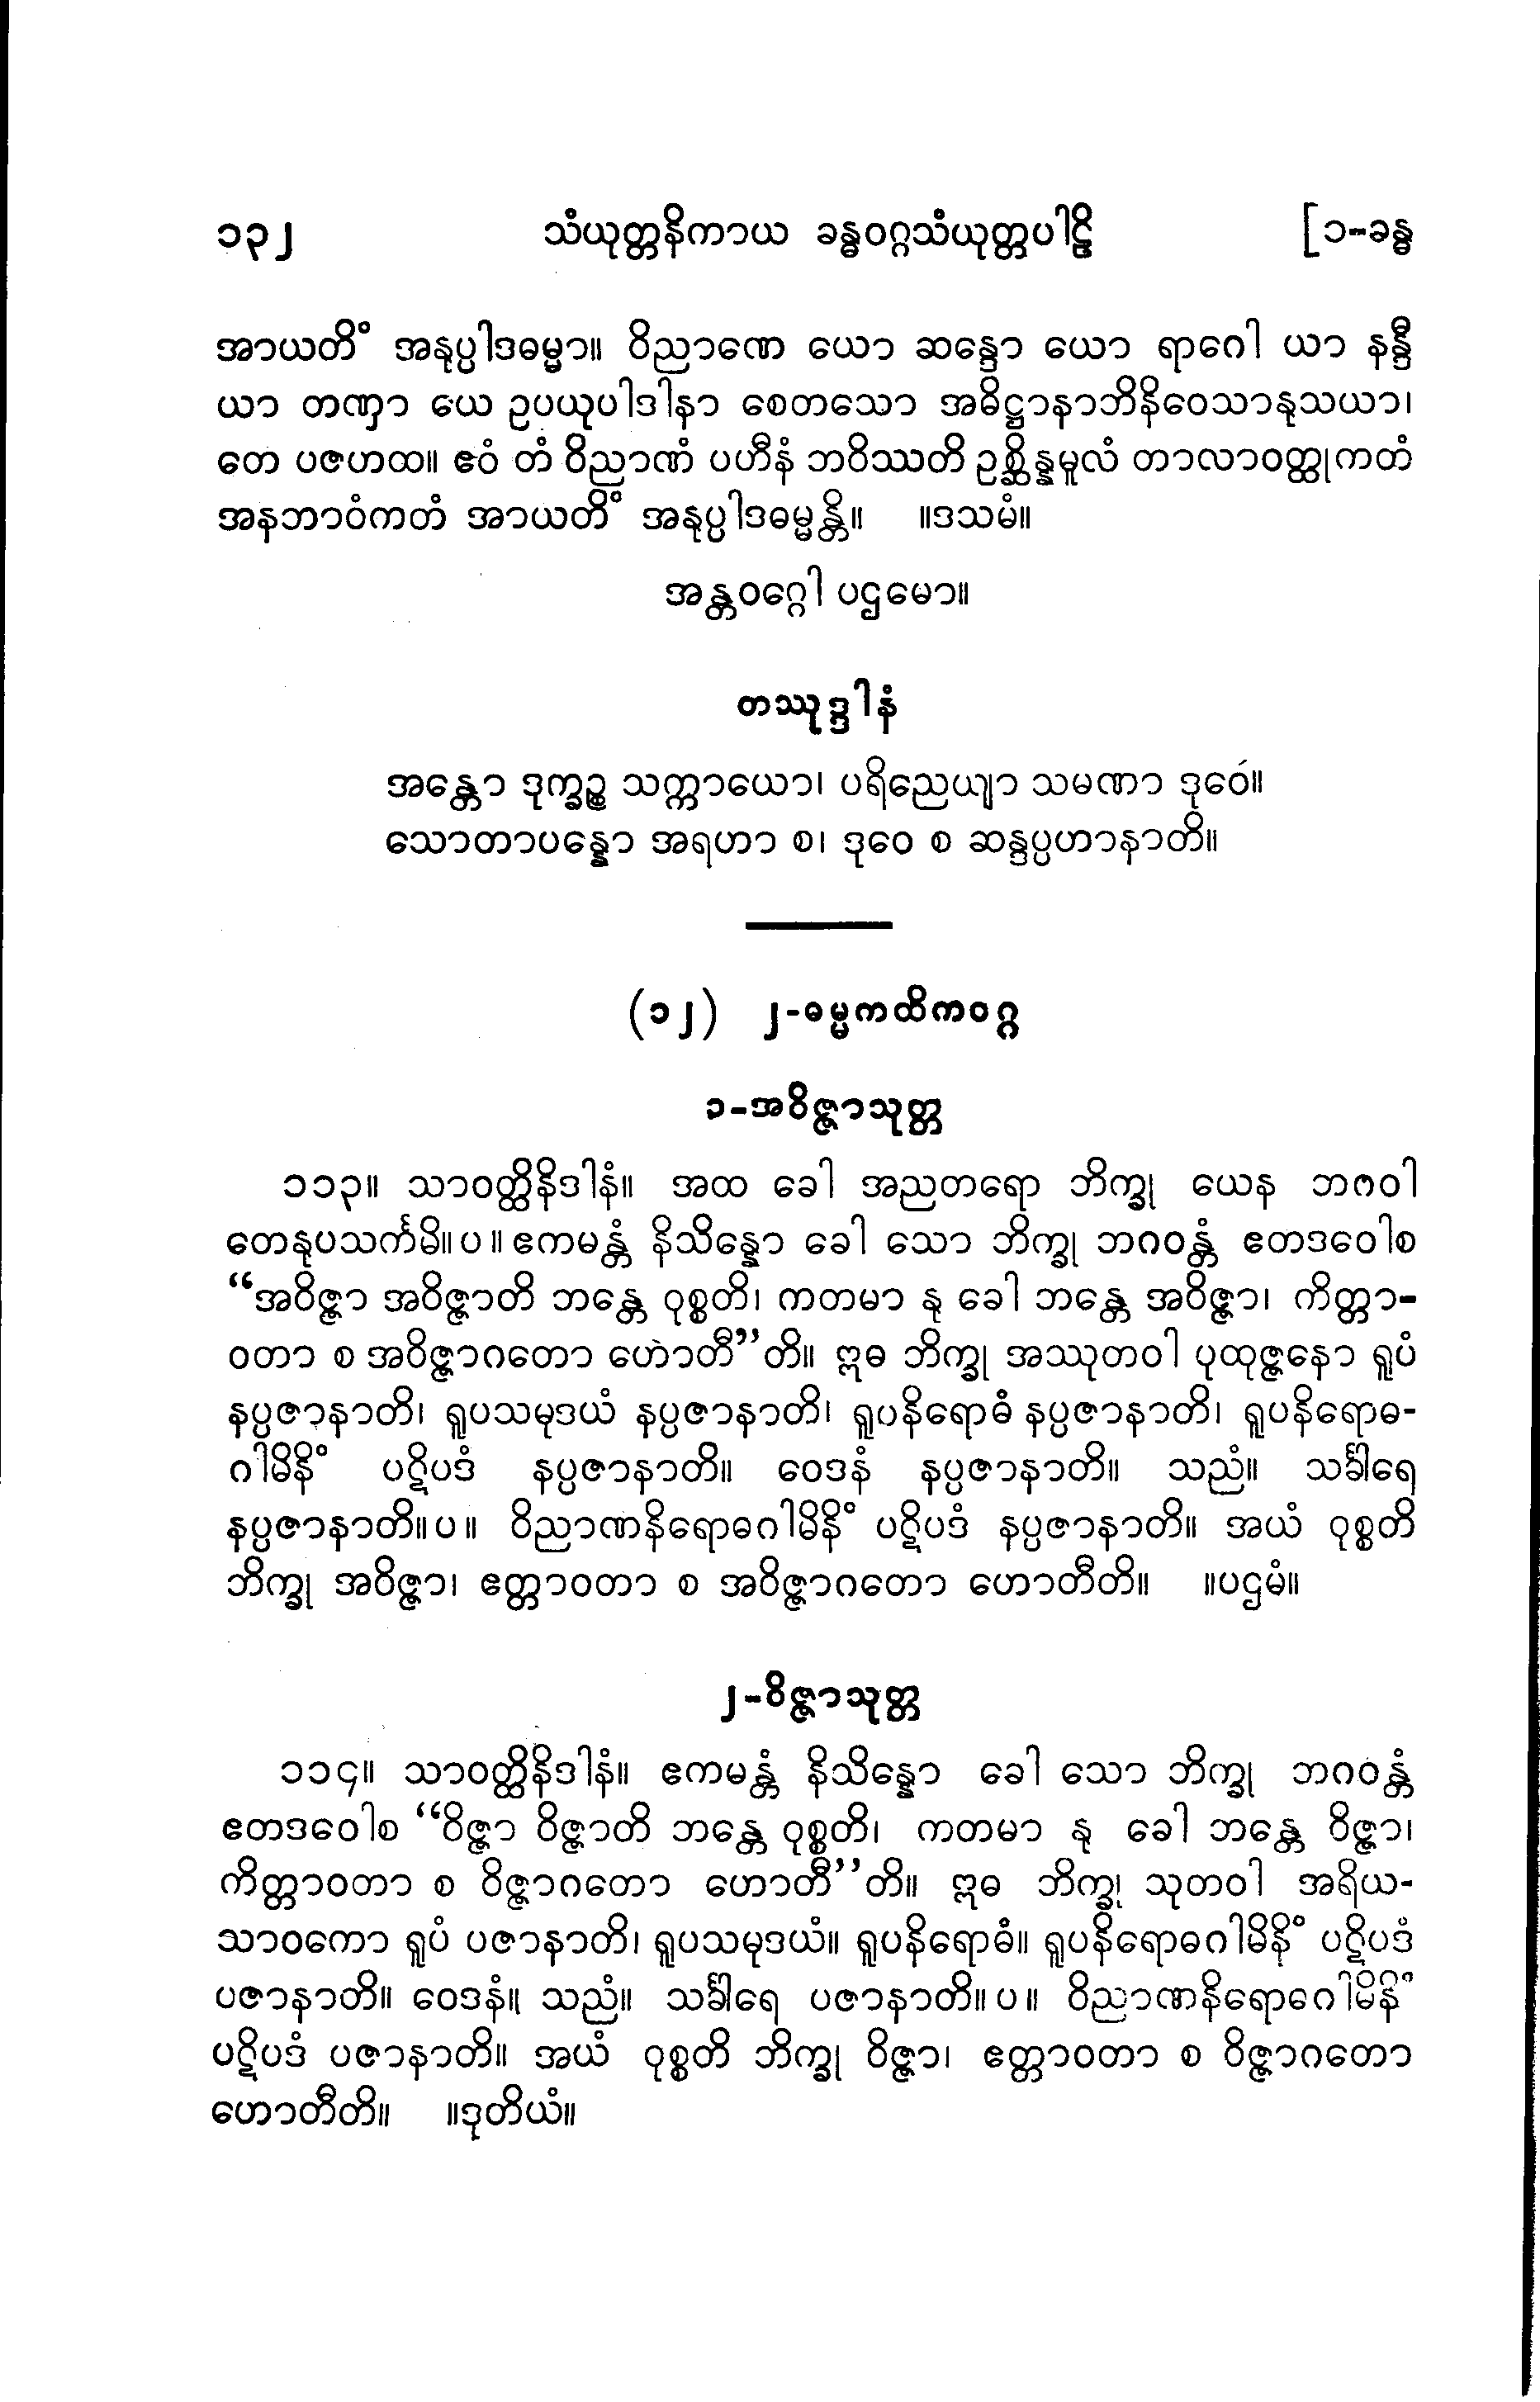 ၁၃၂ သံယုတ္တနိကာယ ခန္ဓဝဂ္ဂသံယုတ္တပါဠိ [၁-ခန္ဓ
အာယတိံ အနုပ္ပါဒဓမ္မာ။ ဝိညာဏေ ယော ဆန္ဒော ယော ရာဂေါ ယာ နန္ဒီ
ယာ တဏှာ ယေ ဥပယုပါဒါနာ စေတသော အဓိဋ္ဌာနာဘိနိဝေသာနုသယာ၊
တေ ပဇဟထ။ ဧဝံ တံ ဝိညာဏံ ပဟီနံ ဘဝိဿတိ ဥစ္ဆိန္နမူလံ တာလာဝတ္ထုကတံ
အနဘာဝံကတံ အာယတိံ အနုပ္ပါဒဓမ္မန္တိ။ ။ဒသမံ။
အန္တဝဂ္ဂေါ ပဌမော။
တဿုဒ္ဒါနံ
အန္တော ဒုက္ခဉ္စ သက္ကာယော၊ ပရိညေယျာ သမဏာ ဒုဝေ။
သောတာပန္နော အရဟာ စ၊ ဒုဝေ စ ဆန္ဒပ္ပဟာနာတိ။
(၁၂) ၂-ဓမ္မကထိကဝဂ္ဂ
၁-အဝိဇ္ဇာသုတ္တ
၁၁၃။ သာဝတ္ထိနိဒါနံ။ အထ ခေါ အညတရော ဘိက္ခု ယေန ဘဂဝါ
တေနုပသင်္ကမိ။ပ။ ဧကမန္တံ နိသိန္နော ခေါ သော ဘိက္ခု ဘဂဝန္တံ ဧတဒဝေါစ
“အဝိဇ္ဇာ အဝိဇ္ဇာတိ ဘန္တေ ဝုစ္စတိ၊ ကတမာ နု ခေါ ဘန္တေ အဝိဇ္ဇာ၊ ကိတ္တာ-
ဝတာ စ အဝိဇ္ဇာဂတော ဟောတီ”တိ။ ဣဓ ဘိက္ခု အဿုတဝါ ပုထုဇ္ဇနော ရူပံ
နပ္ပဇာနာတိ၊ ရူပသမုဒယံ နပ္ပဇာနာတိ၊ ရူပနိရောဓံ နပ္ပဇာနာတိ၊ ရူပနိရောဓ-
ဂါမိနိံ ပဋိပဒံ နပ္ပဇာနာတိ။ ဝေဒနံ နပ္ပဇာနာတိ။ သညံ။ သင်္ခါရေ
နပ္ပဇာနာတိ။ပ။ ဝိညာဏနိရောဓဂါမိနိံ ပဋိပဒံ နပ္ပဇာနာတိ။ အယံ ဝုစ္စတိ
ဘိက္ခု အဝိဇ္ဇာ၊ ဧတ္တာဝတာ စ အဝိဇ္ဇာဂတော ဟောတီတိ။ ။ပဌမံ။
၂-ဝိဇ္ဇာသုတ္တ
၁၁၄။ သာဝတ္ထိနိဒါနံ။ ဧကမန္တံ နိသိန္နော ခေါ သော ဘိက္ခု ဘဂဝန္တံ
ဧတဒဝေါစ “ဝိဇ္ဇာ ဝိဇ္ဇာတိ ဘန္တေ ဝုစ္စတိ၊ ကတမာ နု ခေါ ဘန္တေ ဝိဇ္ဇာ၊
ကိတ္တာဝတာ စ ဝိဇ္ဇာဂတော ဟောတီ”တိ။ ဣဓ ဘိက္ခု သုတဝါ အရိယ-
သာဝကော ရူပံ ပဇာနာတိ၊ ရူပသမုဒယံ။ ရူပနိရောဓံ။ ရူပနိရောဓဂါမိနိံ ပဋိပဒံ
ပဇာနာတိ။ ဝေဒနံ။ သညံ။ သင်္ခါရေ ပဇာနာတိ။ပ။ ဝိညာဏနိရောဂေါမိနိံ
ပဋိပဒံ ပဇာနာတိ။ အယံ ဝုစ္စတိ ဘိက္ခု ဝိဇ္ဇာ၊ ဧတ္တာဝတာ စ ဝိဇ္ဇာဂတော
ဟောတီတိ။ ။ဒုတိယံ။